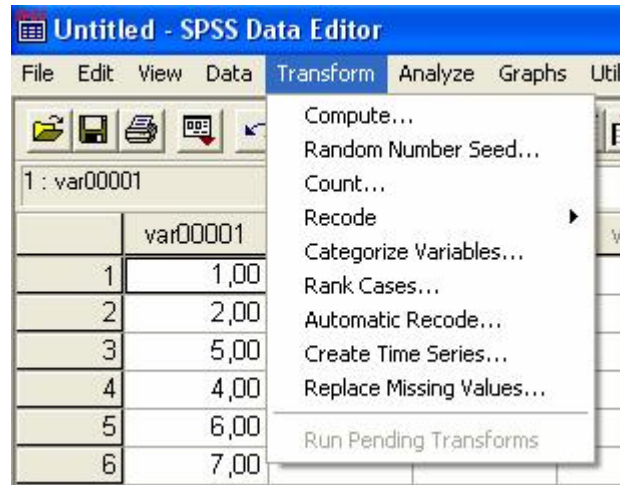 Untitled - SPSS Data Editor
File Edit View Data Transform Analyze Graphs Util
Compute...
Random Number Seed...
Count...
Recode
Categorize Variables...
Rank Cases...
Automatic Recode...
Create Time Series...
Replace Missing Values...
Run Pending Transforms
1 : var00001
var00001
1 1,00
2 2,00
3 5,00
4 4,00
5 6,00
6 7,00